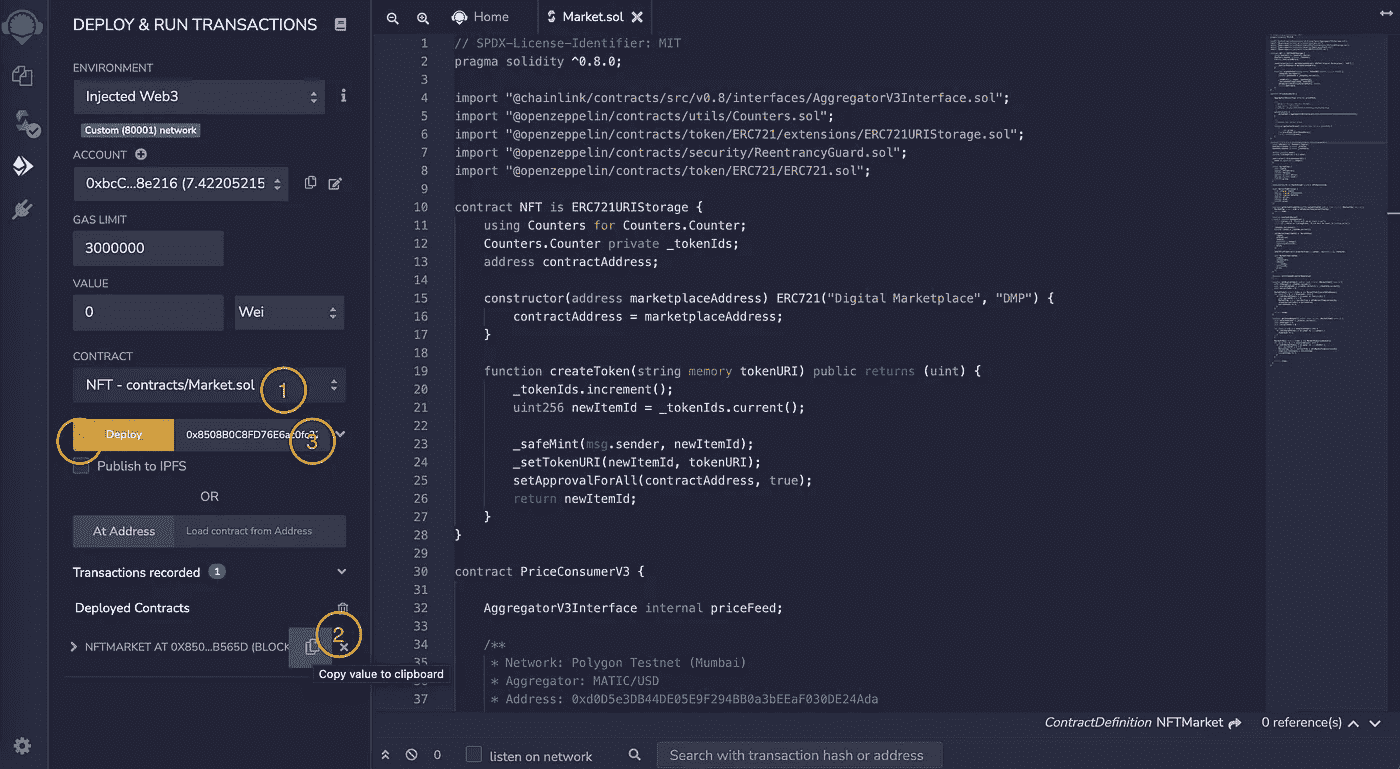 DEPLOY & RUN TRANSACTIONS
ENVIRONMENT
Injected Web3
i
Custom (80001) network
ACCOUNT
0xbcC...8e216 (7.42205215
GAS LIMIT
3000000
VALUE
0
Wei
CONTRACT
NFT - contracts/Market.sol
1
Deploy
3
Publish to IPFS
OR
At Address
Load contract from Address
Transactions recorded
1
Deployed Contracts
2
NFTMARKET AT 0X850...B565D (BLOCK
Copy value to clipboard
Home
Market.sol
1 // SPDX-License-Identifier: MIT
2 pragma solidity ^0.8.0;
3
4 import "@chainlink/contracts/src/v0.8/interfaces/AggregatorV3Interface.sol";
5 import "@openzeppelin/contracts/utils/Counters.sol";
6 import "@openzeppelin/contracts/token/ERC721/extensions/ERC721URIStorage.sol";
7 import "@openzeppelin/contracts/security/ReentrancyGuard.sol";
8 import "@openzeppelin/contracts/token/ERC721/ERC721.sol";
9
10 contract NFT is ERC721URIStorage {
11 using Counters for Counters.Counter;
12 Counters.Counter private _tokenIds;
13 address contractAddress;
14
15 constructor(address marketplaceAddress) ERC721("Digital Marketplace", "DMP") {
16 contractAddress = marketplaceAddress;
17 }
18
19 function createToken(string memory tokenURI) public returns (uint) {
20 _tokenIds.increment();
21 uint256 newItemId = _tokenIds.current();
22
23 _safeMint(msg.sender, newItemId);
24 _setTokenURI(newItemId, tokenURI);
25 setApprovalForAll(contractAddress, true);
26 return newItemId;
27 }
28 }
29
30 contract PriceConsumerV3 {
31
32 AggregatorV3Interface internal priceFeed;
33
34 /**
35 * Network: Polygon Testnet (Mumbai)
* Aggregator: MATIC/USD
37 * Address: 0xd0D5e3DB44DE05E9F294BB0a3bEEaF030DE24Ada
ContractDefinition NFTMarket
0 reference(s)
0
listen on network
Search with transaction hash or address